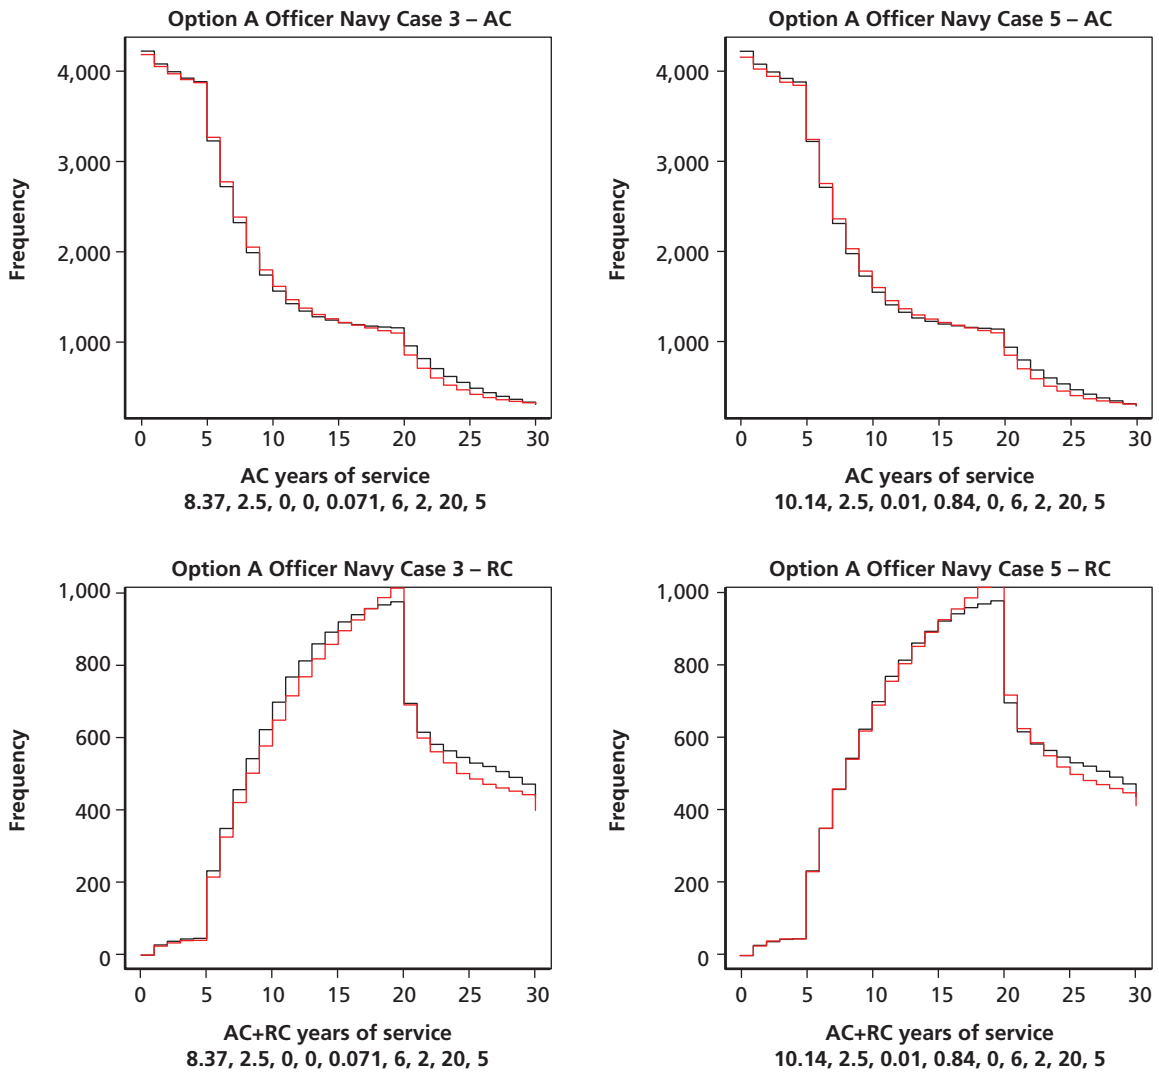 Option A Officer Navy Case 3 – AC
Frequency
4,000
3,000
2,000
1,000
0 5 10 15 20 25 30
AC years of service
8.37, 2.5, 0, 0, 0.071, 6, 2, 20, 5
Option A Officer Navy Case 5 – AC
Frequency
4,000
3,000
2,000
1,000
0 5 10 15 20 25 30
AC years of service
10.14, 2.5, 0.01, 0.84, 0, 6, 2, 20, 5
Option A Officer Navy Case 3 – RC
Frequency
1,000
800
600
400
200
0
0 5 10 15 20 25 30
AC+RC years of service
8.37, 2.5, 0, 0, 0.071, 6, 2, 20, 5
Option A Officer Navy Case 5 – RC
Frequency
1,000
800
600
400
200
0
0 5 10 15 20 25 30
AC+RC years of service
10.14, 2.5, 0.01, 0.84, 0, 6, 2, 20, 5